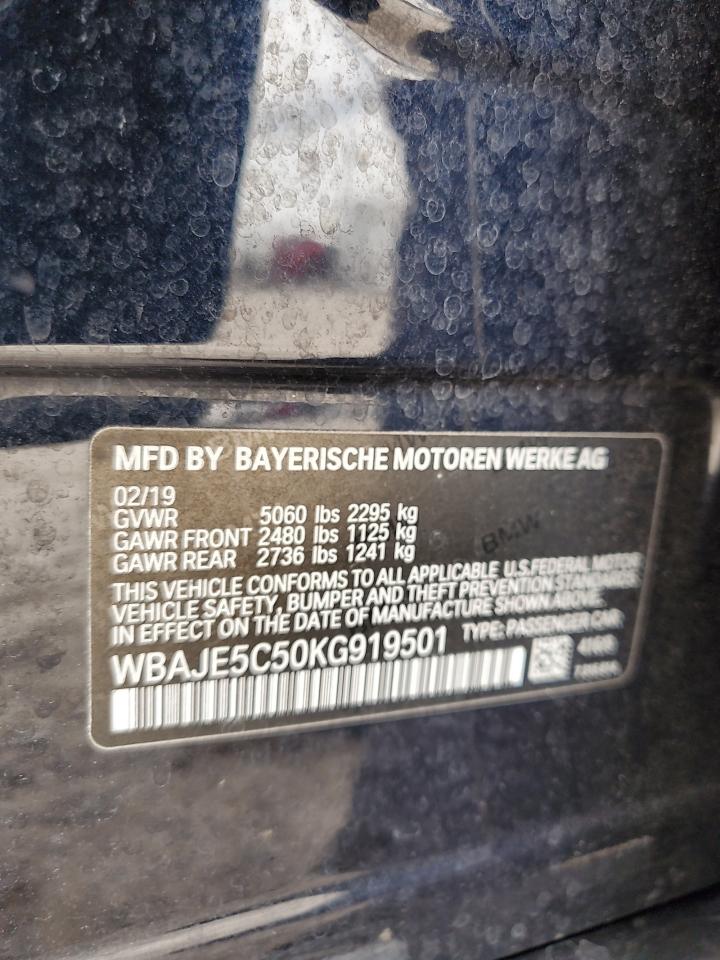 MFD BY BAYERISCHE MOTOREN WERKE AG
02/19
GVWR 5060 lbs 2295 kg
GAWR FRONT 2480 lbs 1125 kg
GAWR REAR 2736 lbs 1241 kg
THIS VEHICLE CONFORMS TO ALL APPLICABLE U.S.FEDERAL MOTOR
VEHICLE SAFETY, BUMPER AND THEFT PREVENTION STANDARDS
IN EFFECT ON THE DATE OF MANUFACTURE SHOWN ABOVE.
WBAJE5C50KG919501 TYPE: PASSENGER CAR
BMW